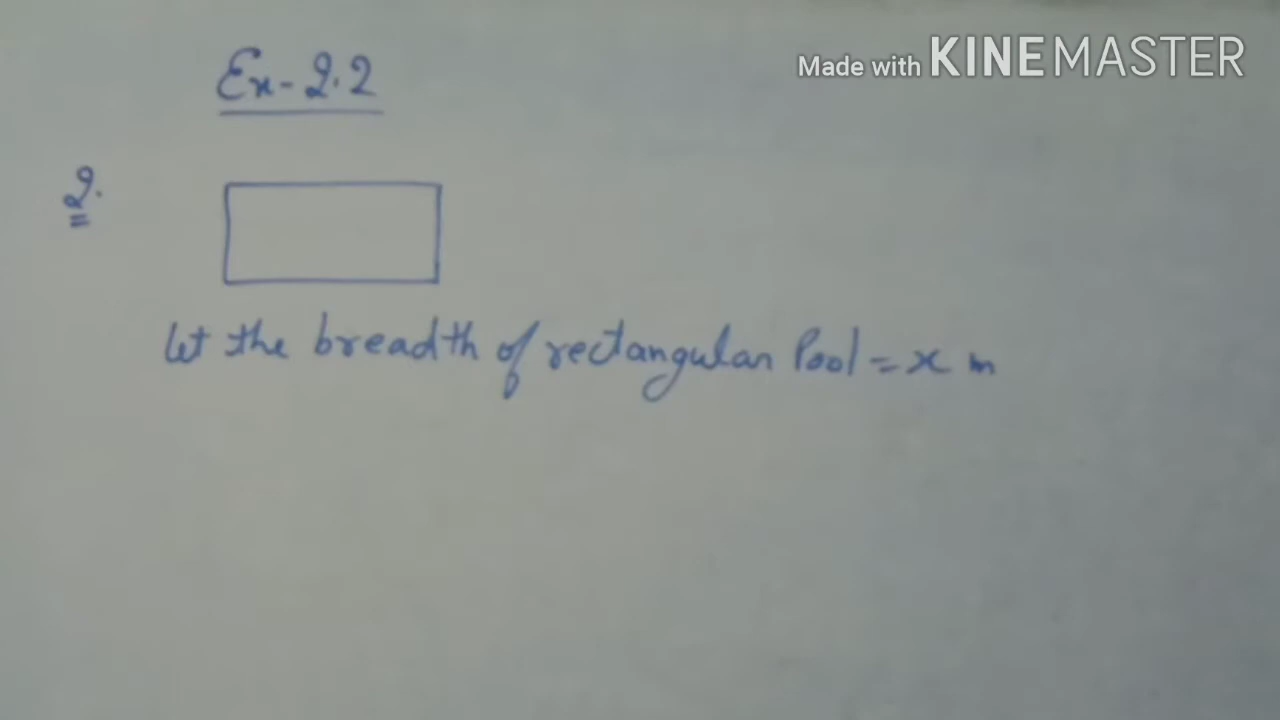 Made with KINEMASTER
Ex-2.2
2.
let the breadth of rectangular Pool = x m